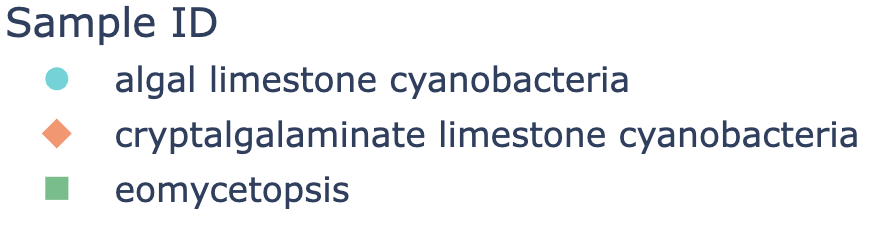 Sample ID
algal limestone cyanobacteria
cryptalgalaminate limestone cyanobacteria
eomycetopsis